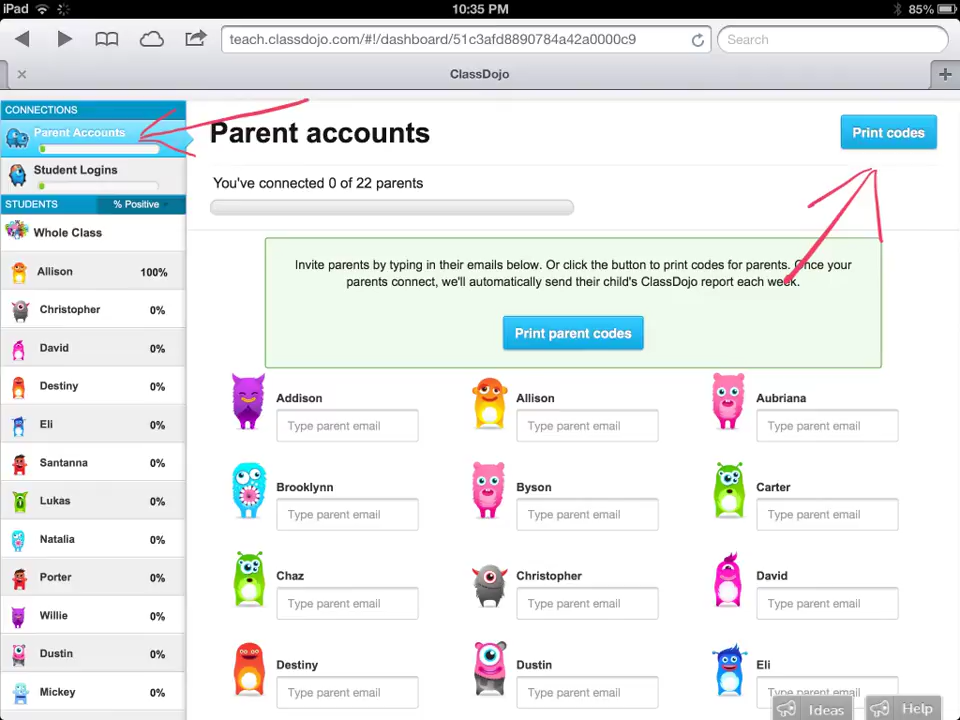 iPad 10:35 PM 85%
teach.classdojo.com/#!/dashboard/51c3afd8890784a42a0000c9 Search
ClassDojo
CONNECTIONS
Parent Accounts
Student Logins
STUDENTS % Positive
Whole Class
Allison 100%
Christopher 0%
David 0%
Destiny 0%
Eli 0%
Santanna 0%
Lukas 0%
Natalia 0%
Porter 0%
Willie 0%
Dustin 0%
Mickey 0%
Parent accounts
Print codes
You've connected 0 of 22 parents
Invite parents by typing in their emails below. Or click the button to print codes for parents. Once your
parents connect, we'll automatically send their child's ClassDojo report each week.
Print parent codes
Addison Allison Aubriana
Type parent email Type parent email Type parent email
Brooklynn Byson Carter
Type parent email Type parent email Type parent email
Chaz Christopher David
Type parent email Type parent email Type parent email
Destiny Dustin Eli
Type parent email Type parent email Type parent email
Ideas Help